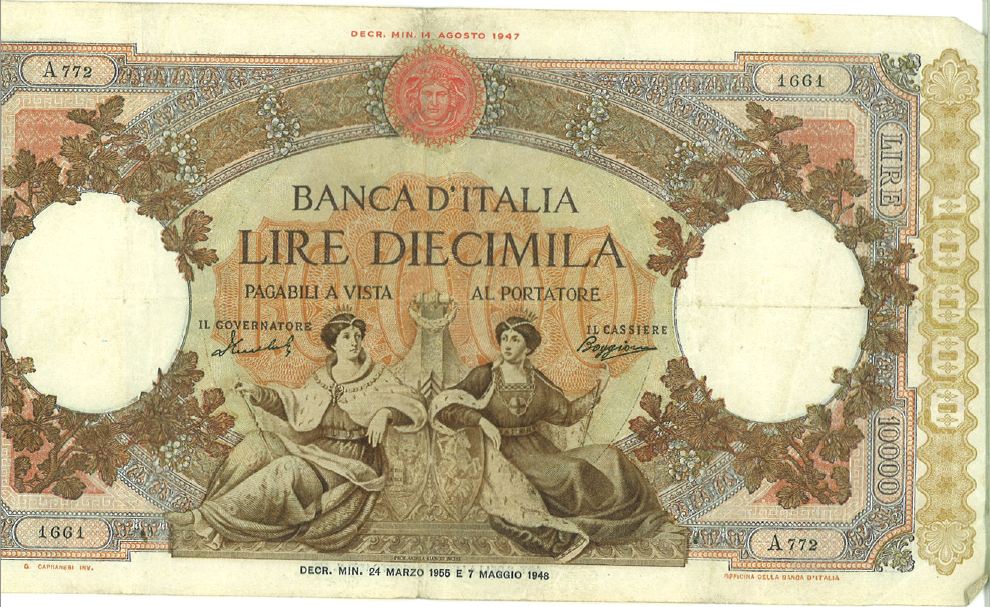 DECR. MIN. 14 AGOSTO 1947
A 772
1661
LIRE
BANCA D'ITALIA
LIRE DIECIMILA
PAGABILI A VISTA AL PORTATORE
IL GOVERNATORE
IL CASSIERE
10000
1661
A 772
DECR. MIN. 24 MARZO 1955 E 7 MAGGIO 1948
G. CAPRANESI INV.
OFFICINA DELLA BANCA D'ITALIA